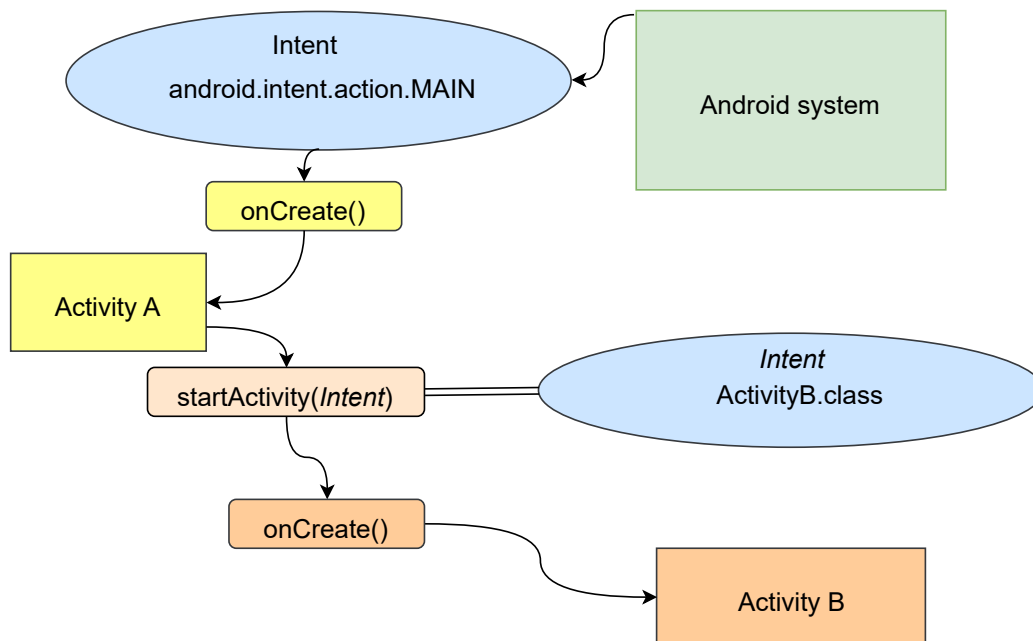 Intent
android.intent.action.MAIN
Android system
onCreate()
Activity A
startActivity(Intent)
Intent
ActivityB.class
onCreate()
Activity B